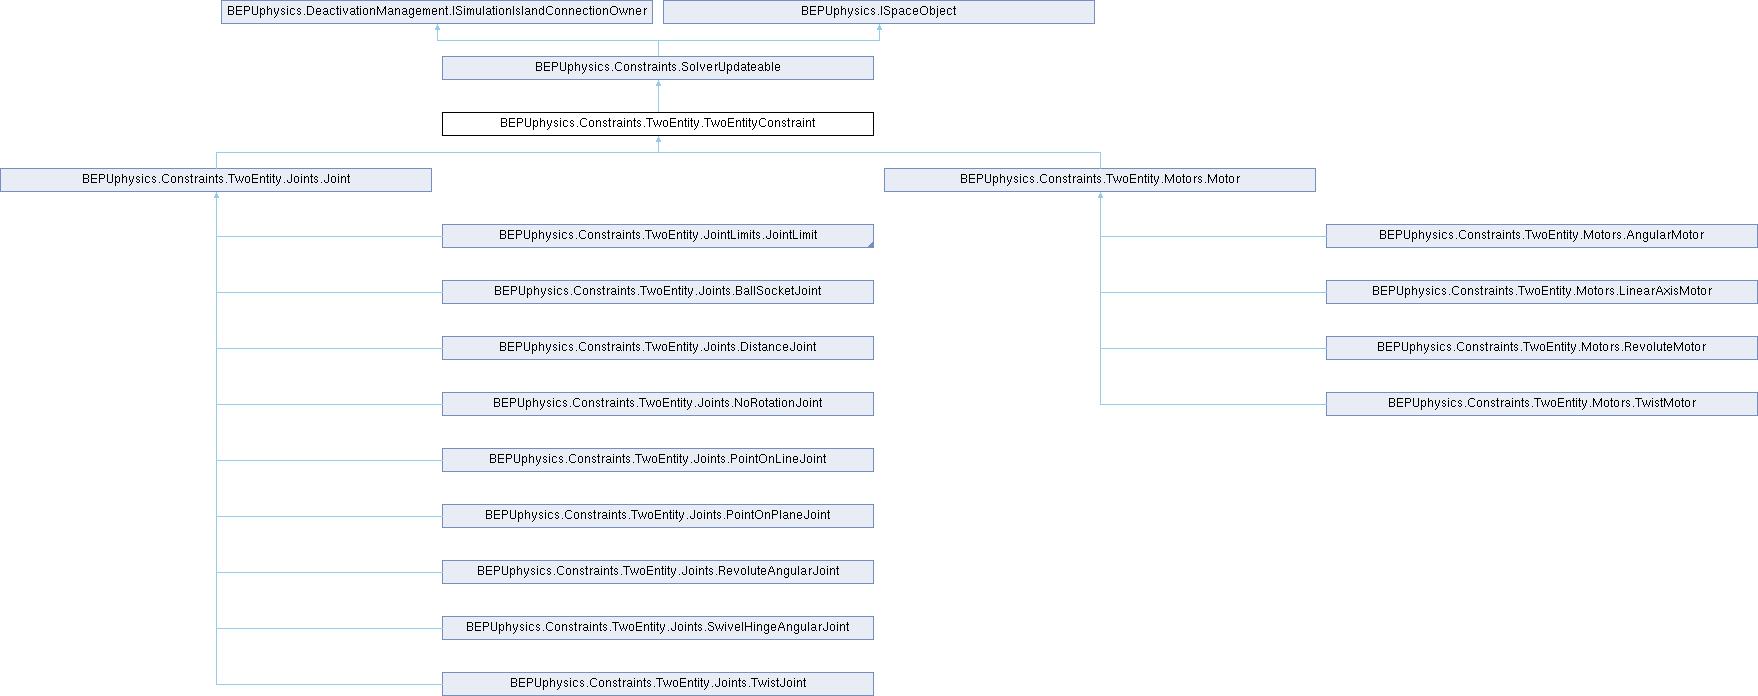 BEPUphysics.DeactivationManagement.ISimulationIslandConnectionOwner
BEPUphysics.ISpaceObject
BEPUphysics.Constraints.SolverUpdateable
BEPUphysics.Constraints.TwoEntity.TwoEntityConstraint
BEPUphysics.Constraints.TwoEntity.Joints.Joint
BEPUphysics.Constraints.TwoEntity.Motors.Motor
BEPUphysics.Constraints.TwoEntity.JointLimits.JointLimit
BEPUphysics.Constraints.TwoEntity.Motors.AngularMotor
BEPUphysics.Constraints.TwoEntity.Joints.BallSocketJoint
BEPUphysics.Constraints.TwoEntity.Motors.LinearAxisMotor
BEPUphysics.Constraints.TwoEntity.Joints.DistanceJoint
BEPUphysics.Constraints.TwoEntity.Motors.RevoluteMotor
BEPUphysics.Constraints.TwoEntity.Joints.NoRotationJoint
BEPUphysics.Constraints.TwoEntity.Motors.TwistMotor
BEPUphysics.Constraints.TwoEntity.Joints.PointOnLineJoint
BEPUphysics.Constraints.TwoEntity.Joints.PointOnPlaneJoint
BEPUphysics.Constraints.TwoEntity.Joints.RevoluteAngularJoint
BEPUphysics.Constraints.TwoEntity.Joints.SwivelHingeAngularJoint
BEPUphysics.Constraints.TwoEntity.Joints.TwistJoint